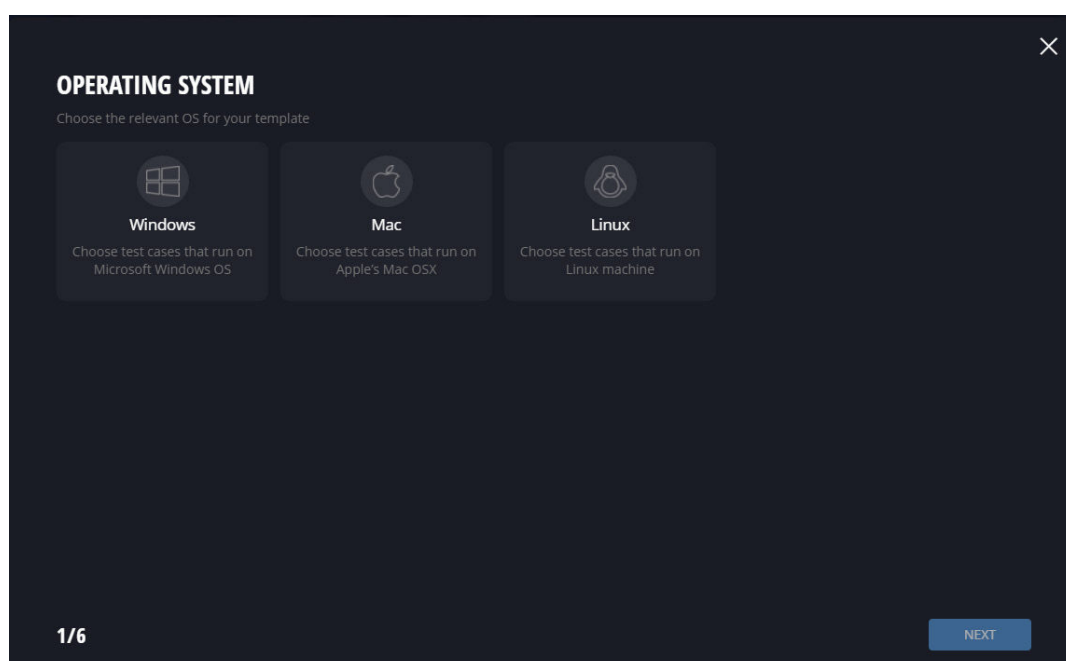 OPERATING SYSTEM
Choose the relevant OS for your template
Windows
Choose test cases that run on
Microsoft Windows OS
Mac
Choose test cases that run on
Apple's Mac OSX
Linux
Choose test cases that run on
Linux machine
1/6
NEXT